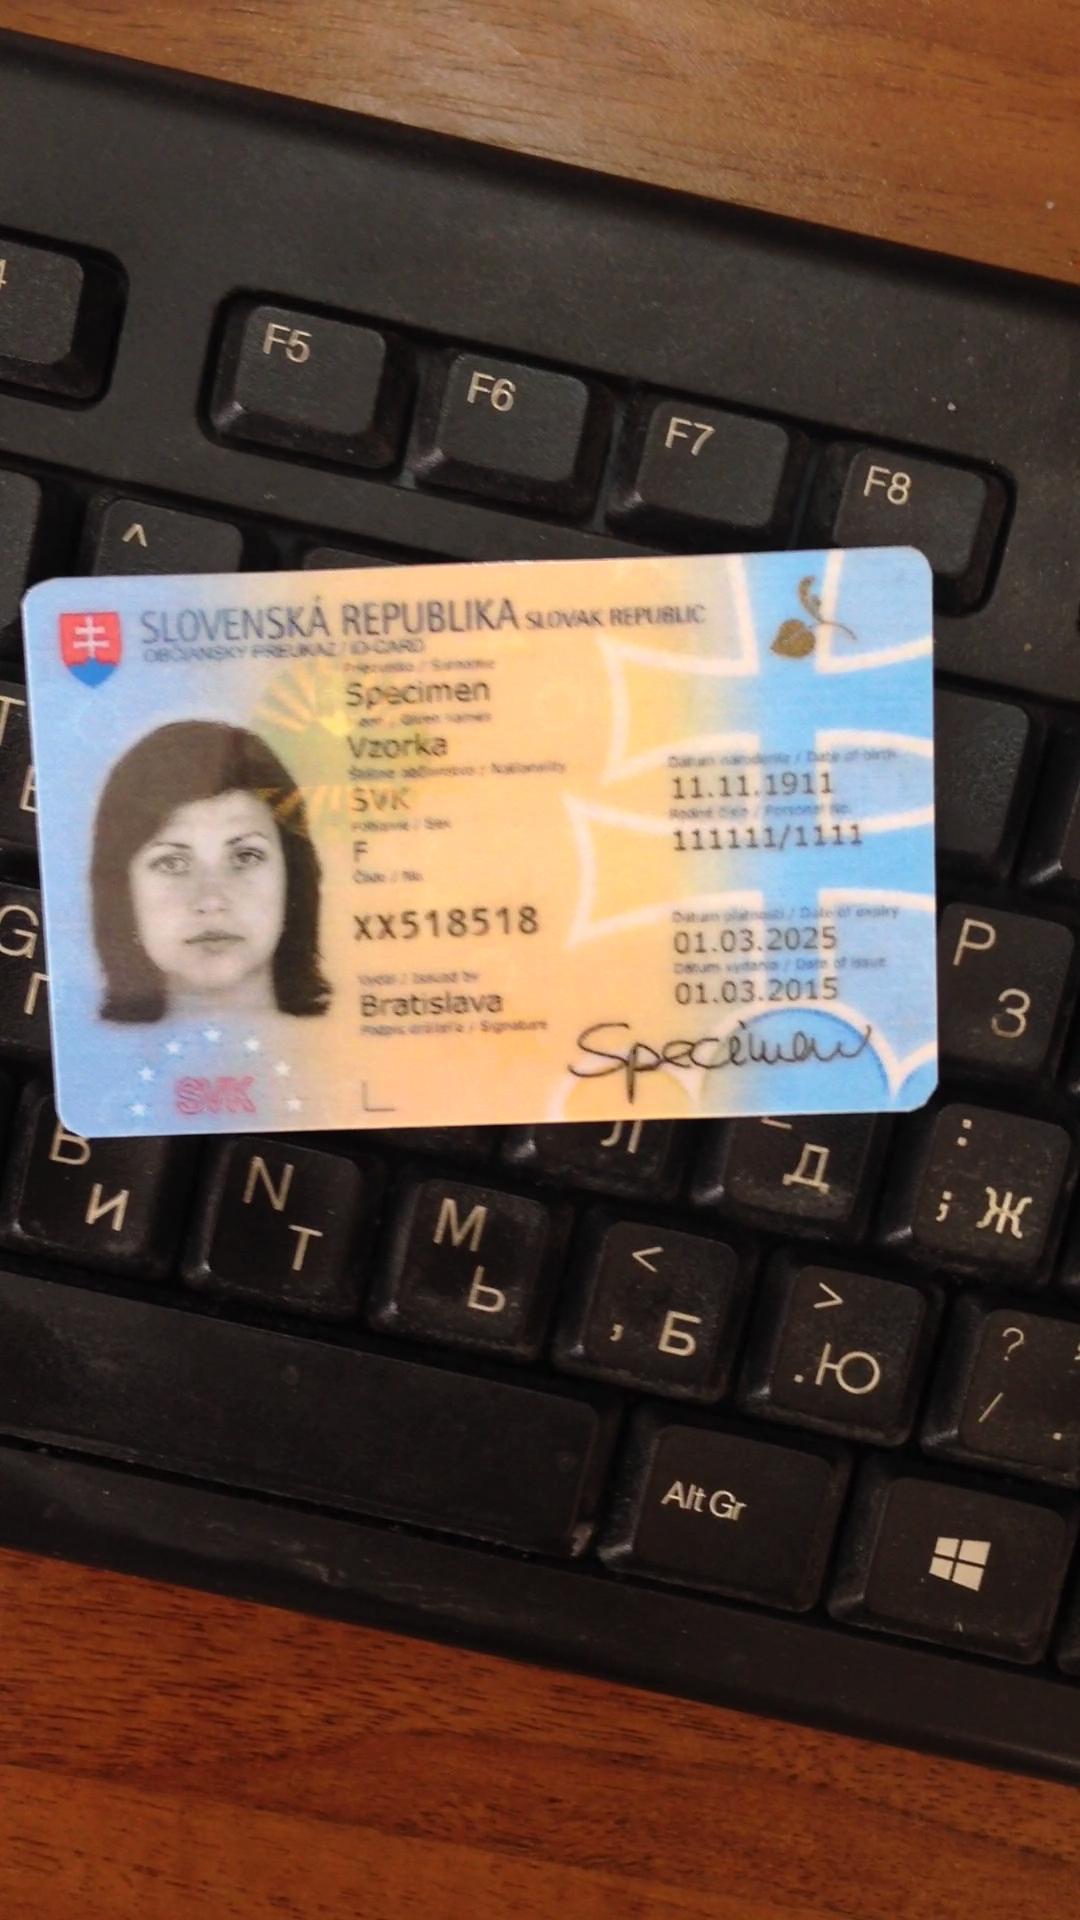 4
F5
F6
F7
F8
^
SLOVENSKÁ REPUBLIKA SLOVAK REPUBLIC
OBČIANSKY PREUKAZ / ID CARD
Priezvisko / Surname
Specimen
Given names
Vzorka
Štátne občianstvo / Nationality
SVK
Pohlavie / Sex
F
Číslo / No.
XX518518
Vydal / Issued by
Bratislava
Podpis držiteľa / Signature
Dátum narodenia / Date of birth
11.11.1911
Rodné číslo / Personal No.
111111/1111
Dátum platnosti / Date of expiry
01.03.2025
Dátum vydania / Date of issue
01.03.2015
Specimen
SVK
T
G
P
З
В
И
N
Т
M
Ь
<
, Б
Л
Д
:
; Ж
>
. Ю
?
/ .
Alt Gr